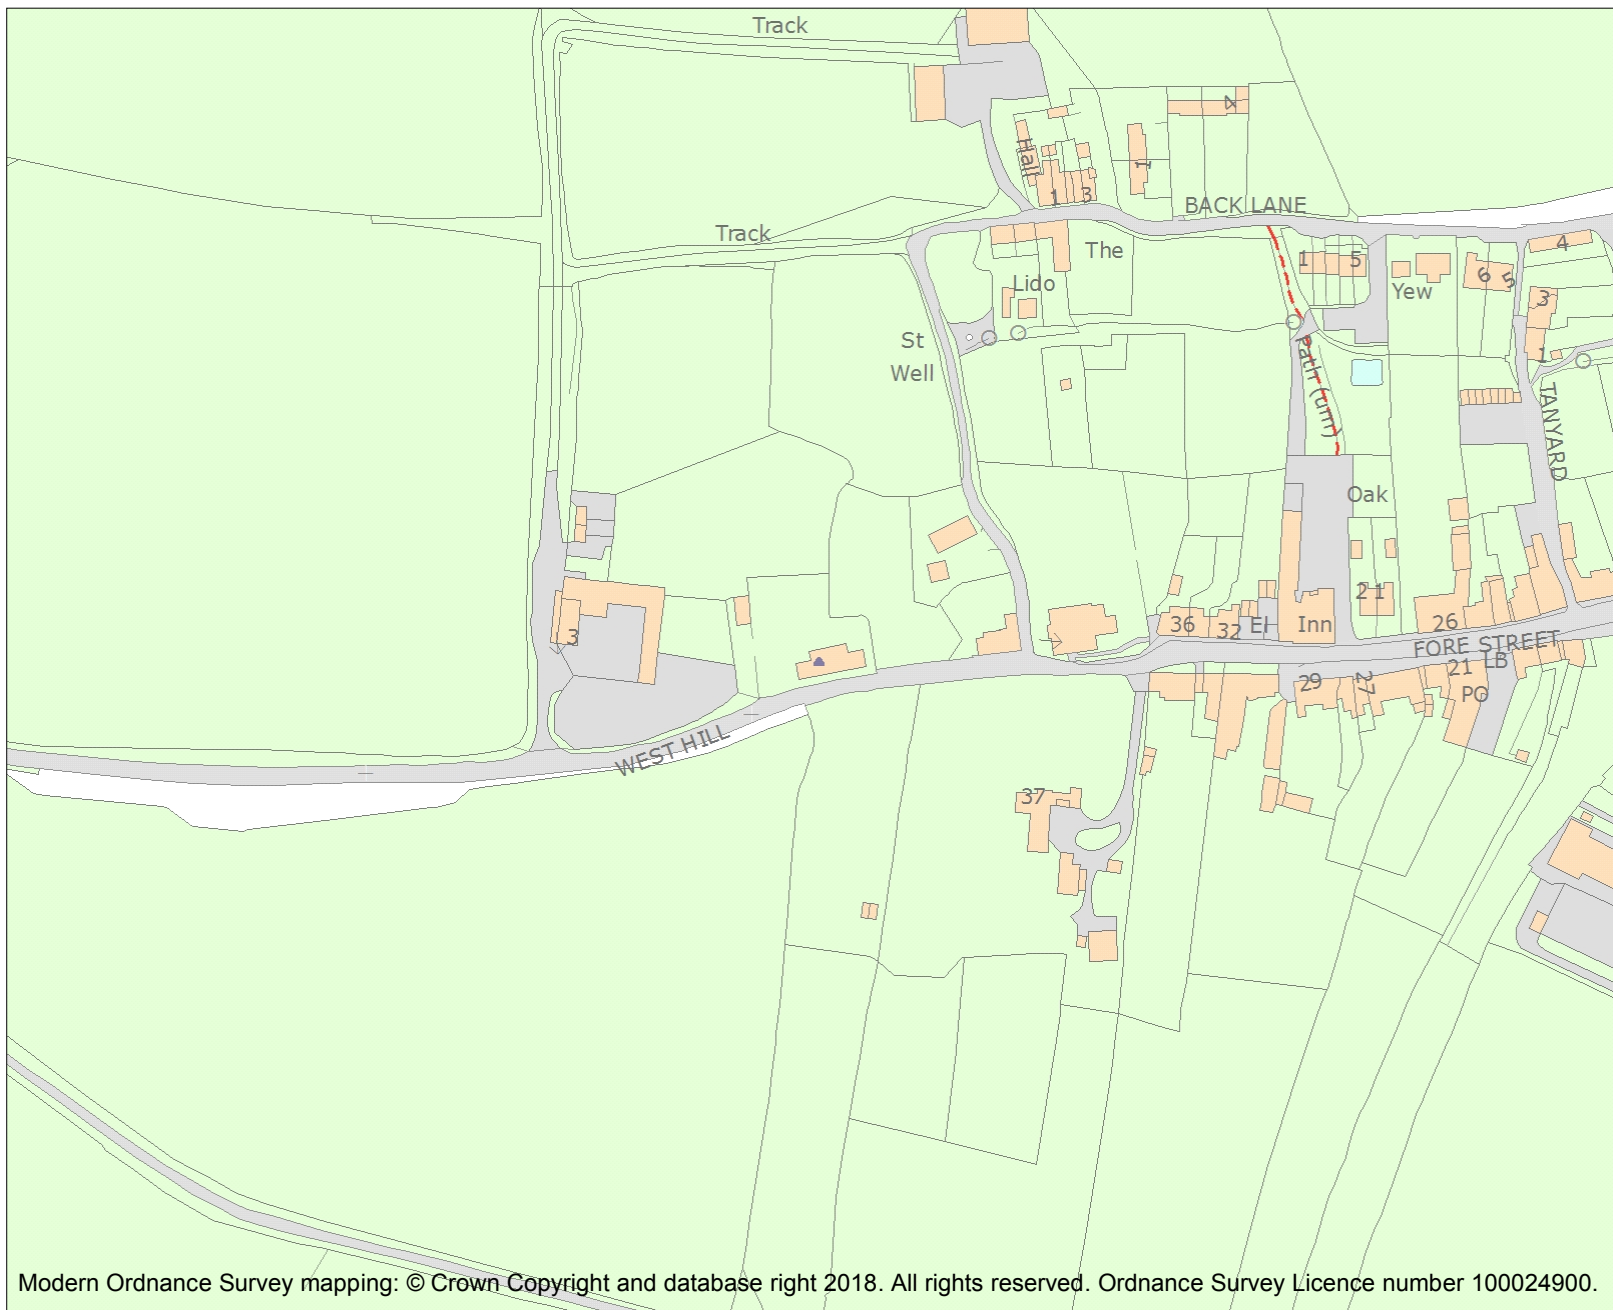 Track
4
Hall
1
1
3
BACK LANE
Track
The
4
1
5
6
5
Lido
Yew
3
St
Well
1
Path (um)
TANYARD
Oak
3
2
1
36
32
El
Inn
26
FORE STREET
21
LB
29
27
PO
WEST HILL
37
Modern Ordnance Survey mapping: © Crown Copyright and database right 2018. All rights reserved. Ordnance Survey Licence number 100024900.